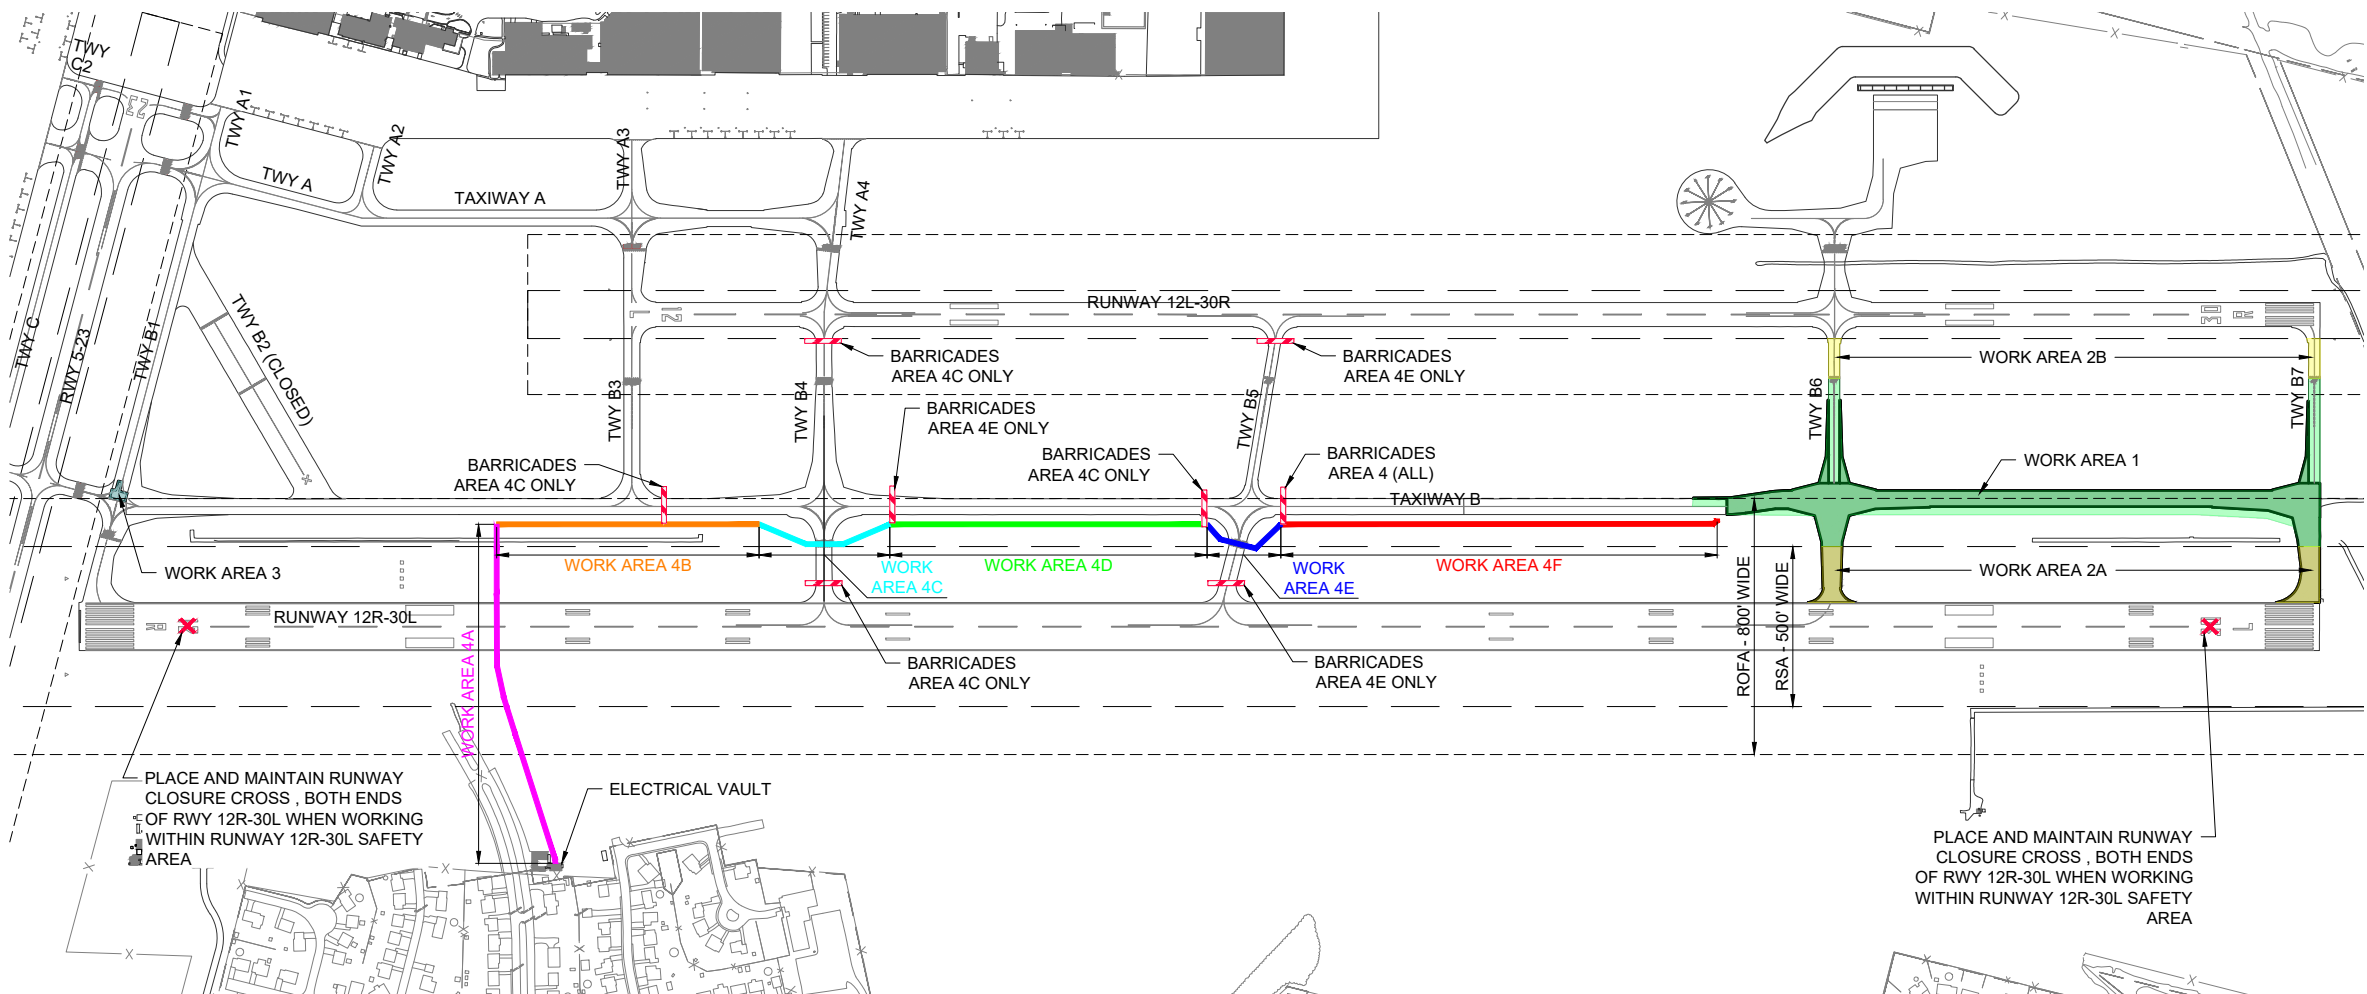 TWY
C2
23
TWY A1
TWY A2
TWY A3
TWY A
TAXIWAY A
TWY A4
TWY B2 (CLOSED)
TWY C
RWY 5-23
TWY B1
RUNWAY 12L-30R
L
12
30
R
BARRICADES
AREA 4C ONLY
BARRICADES
AREA 4E ONLY
WORK AREA 2B
TWY B3
TWY B4
TWY B5
TWY B6
TWY B7
BARRICADES
AREA 4E ONLY
BARRICADES
AREA 4C ONLY
BARRICADES
AREA 4C ONLY
BARRICADES
AREA 4 (ALL)
WORK AREA 1
TAXIWAY B
WORK AREA 3
WORK AREA 4B
WORK
AREA 4C
WORK AREA 4D
WORK
AREA 4E
WORK AREA 4F
WORK AREA 2A
RUNWAY 12R-30L
R
L
WORK AREA 4A
BARRICADES
AREA 4C ONLY
BARRICADES
AREA 4E ONLY
ROFA - 800' WIDE
RSA - 500' WIDE
PLACE AND MAINTAIN RUNWAY
CLOSURE CROSS , BOTH ENDS
OF RWY 12R-30L WHEN WORKING
WITHIN RUNWAY 12R-30L SAFETY
AREA
ELECTRICAL VAULT
PLACE AND MAINTAIN RUNWAY
CLOSURE CROSS , BOTH ENDS
OF RWY 12R-30L WHEN WORKING
WITHIN RUNWAY 12R-30L SAFETY
AREA